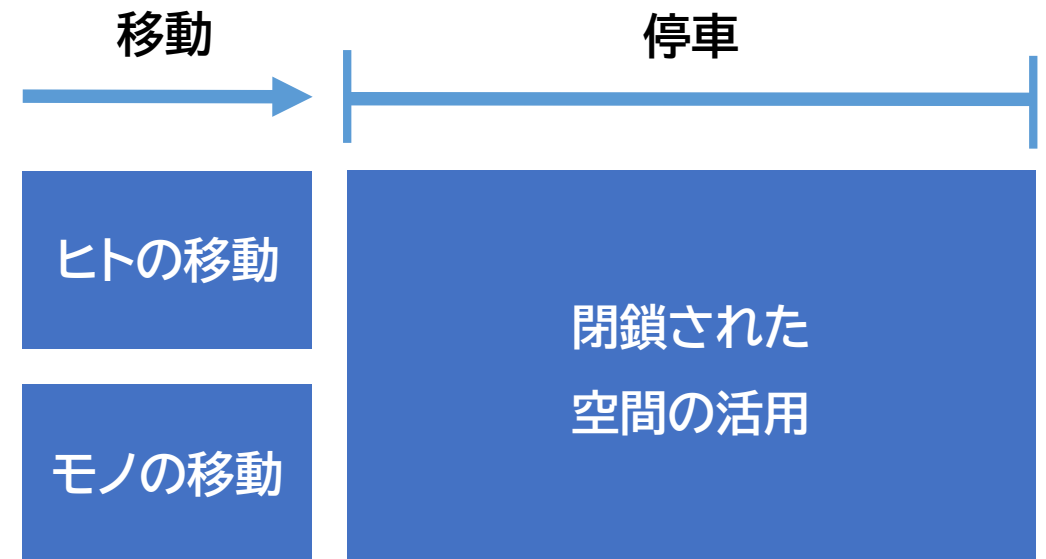 移動
停車
ヒトの移動
モノの移動
閉鎖された
空間の活用